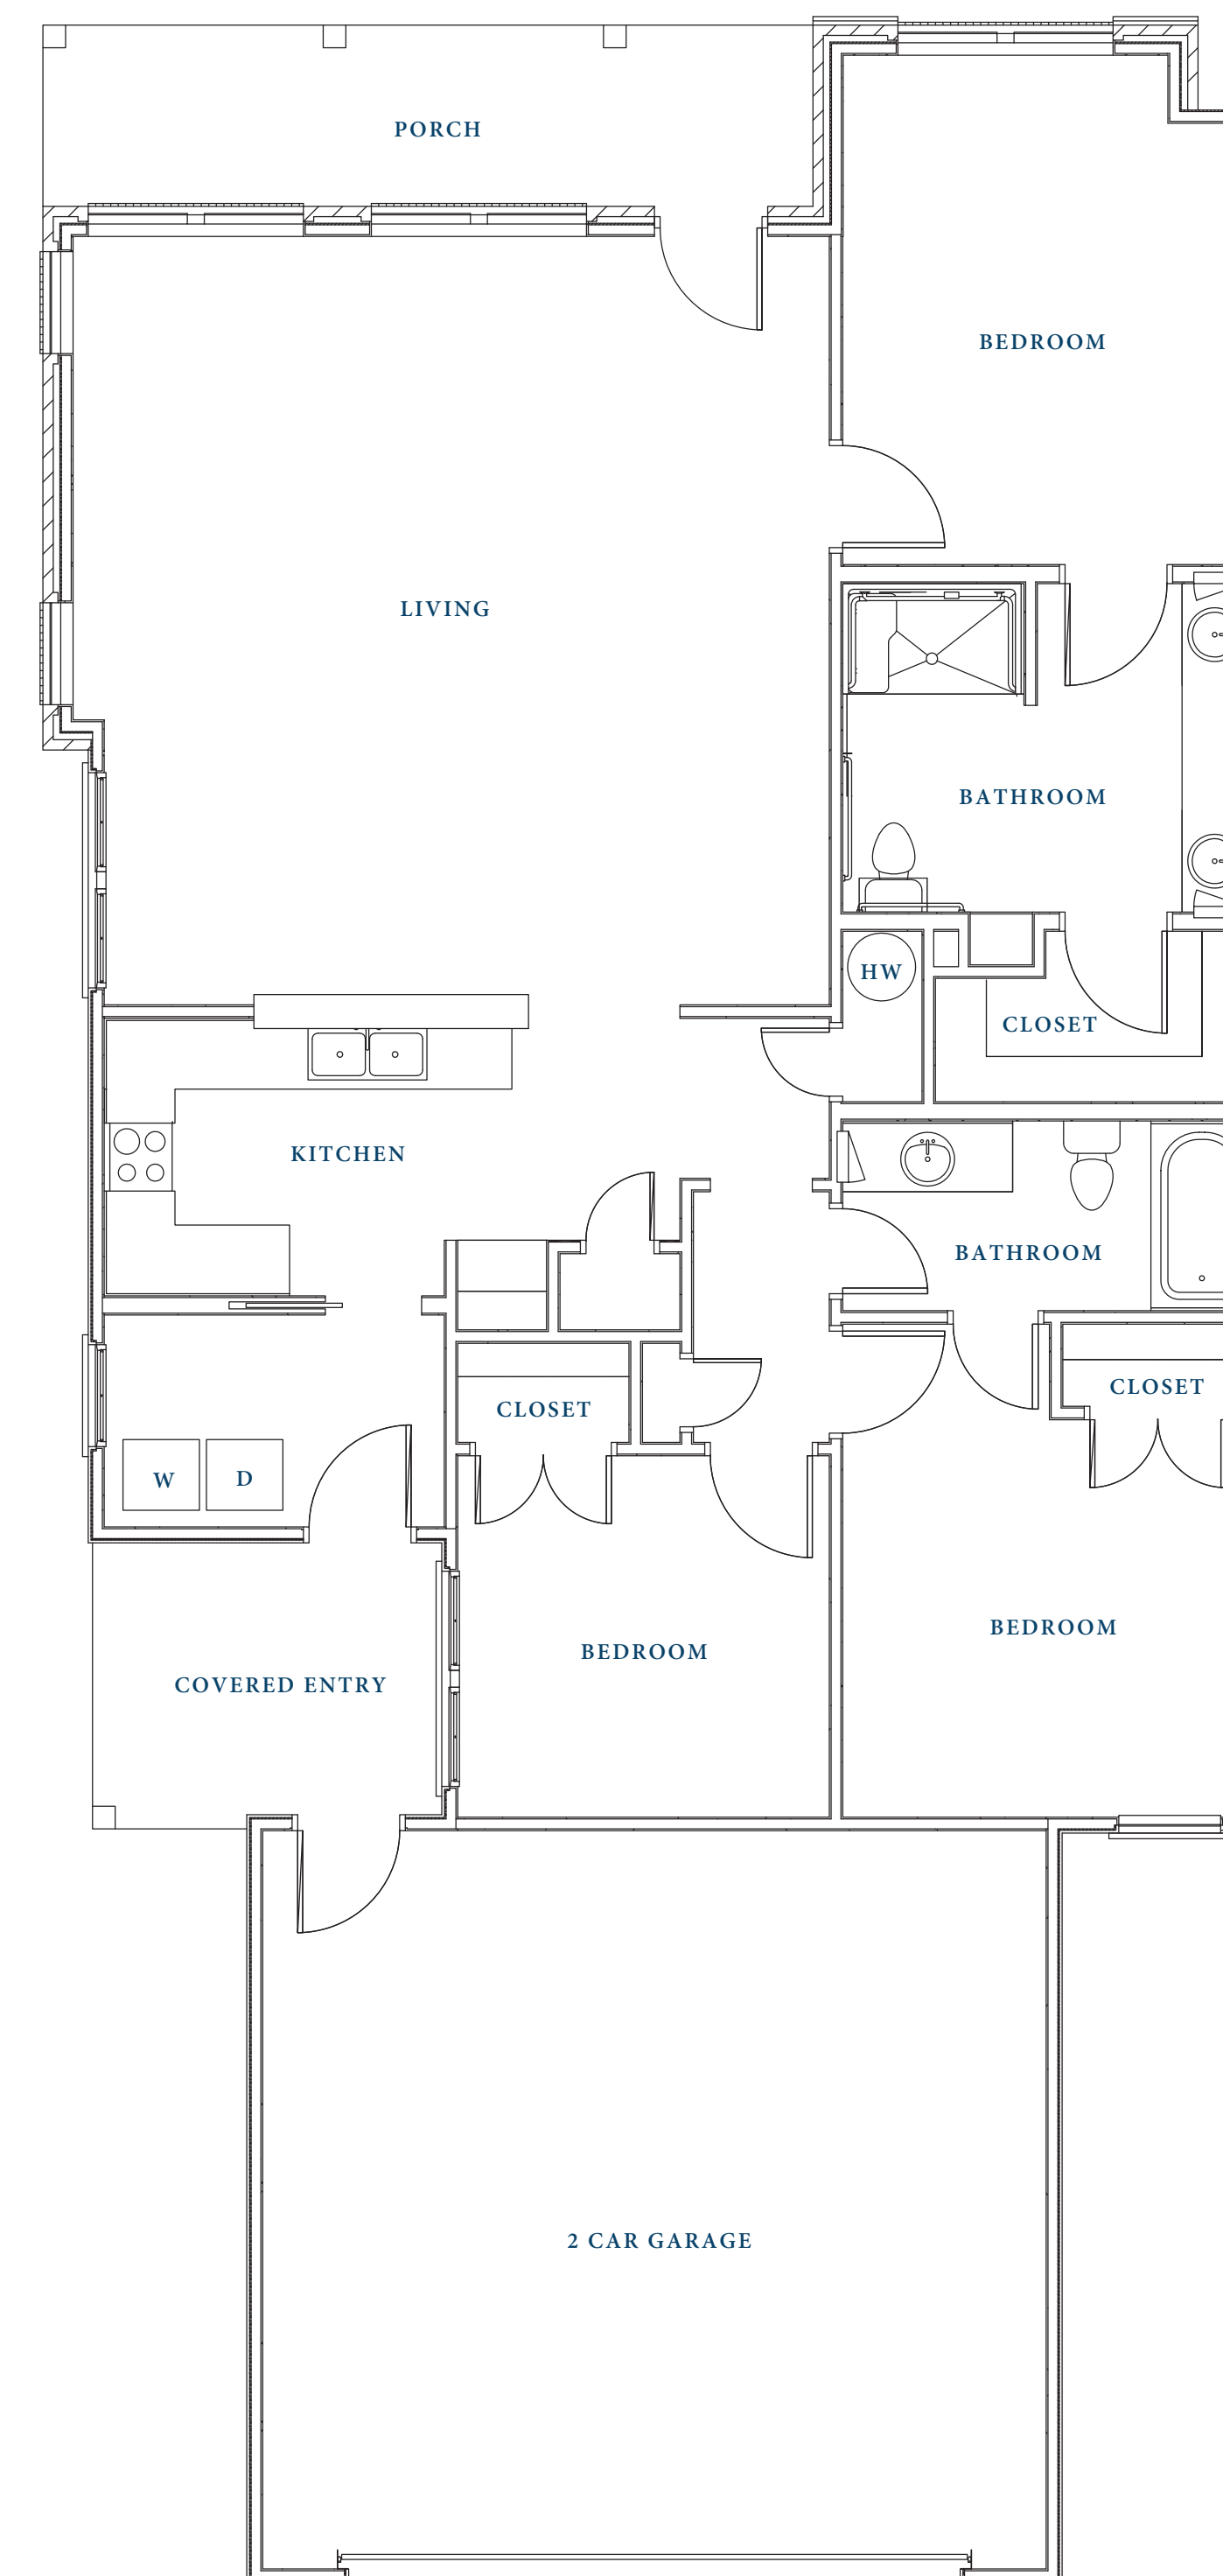 PORCH
BEDROOM
LIVING
BATHROOM
HW
CLOSET
KITCHEN
BATHROOM
CLOSET
CLOSET
W
D
BEDROOM
BEDROOM
COVERED ENTRY
2 CAR GARAGE